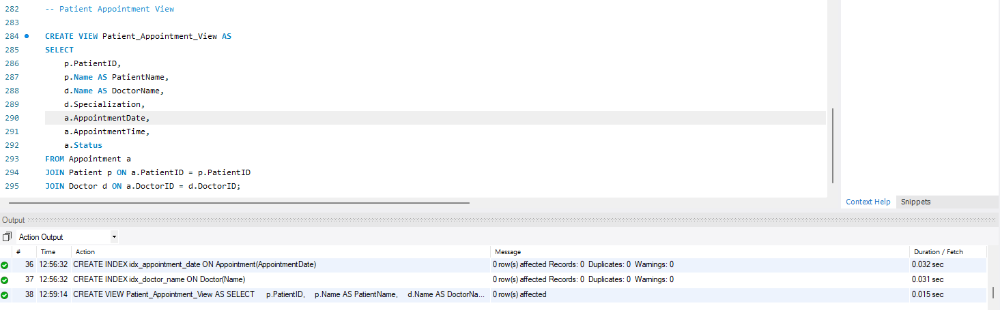 282 -- Patient Appointment View
283
284 CREATE VIEW Patient_Appointment_View AS
285 SELECT
286 p.PatientID,
287 p.Name AS PatientName,
288 d.Name AS DoctorName,
289 d.Specialization,
290 a.AppointmentDate,
291 a.AppointmentTime,
292 a.Status
293 FROM Appointment a
294 JOIN Patient p ON a.PatientID = p.PatientID
295 JOIN Doctor d ON a.DoctorID = d.DoctorID;
Context Help Snippets
Output
Action Output
# Time Action Message Duration / Fetch
36 12:56:32 CREATE INDEX idx_appointment_date ON Appointment(AppointmentDate) 0 row(s) affected Records: 0 Duplicates: 0 Warnings: 0 0.032 sec
37 12:56:32 CREATE INDEX idx_doctor_name ON Doctor(Name) 0 row(s) affected Records: 0 Duplicates: 0 Warnings: 0 0.031 sec
38 12:59:14 CREATE VIEW Patient_Appointment_View AS SELECT p.PatientID, p.Name AS PatientName, d.Name AS DoctorNa... 0 row(s) affected 0.015 sec